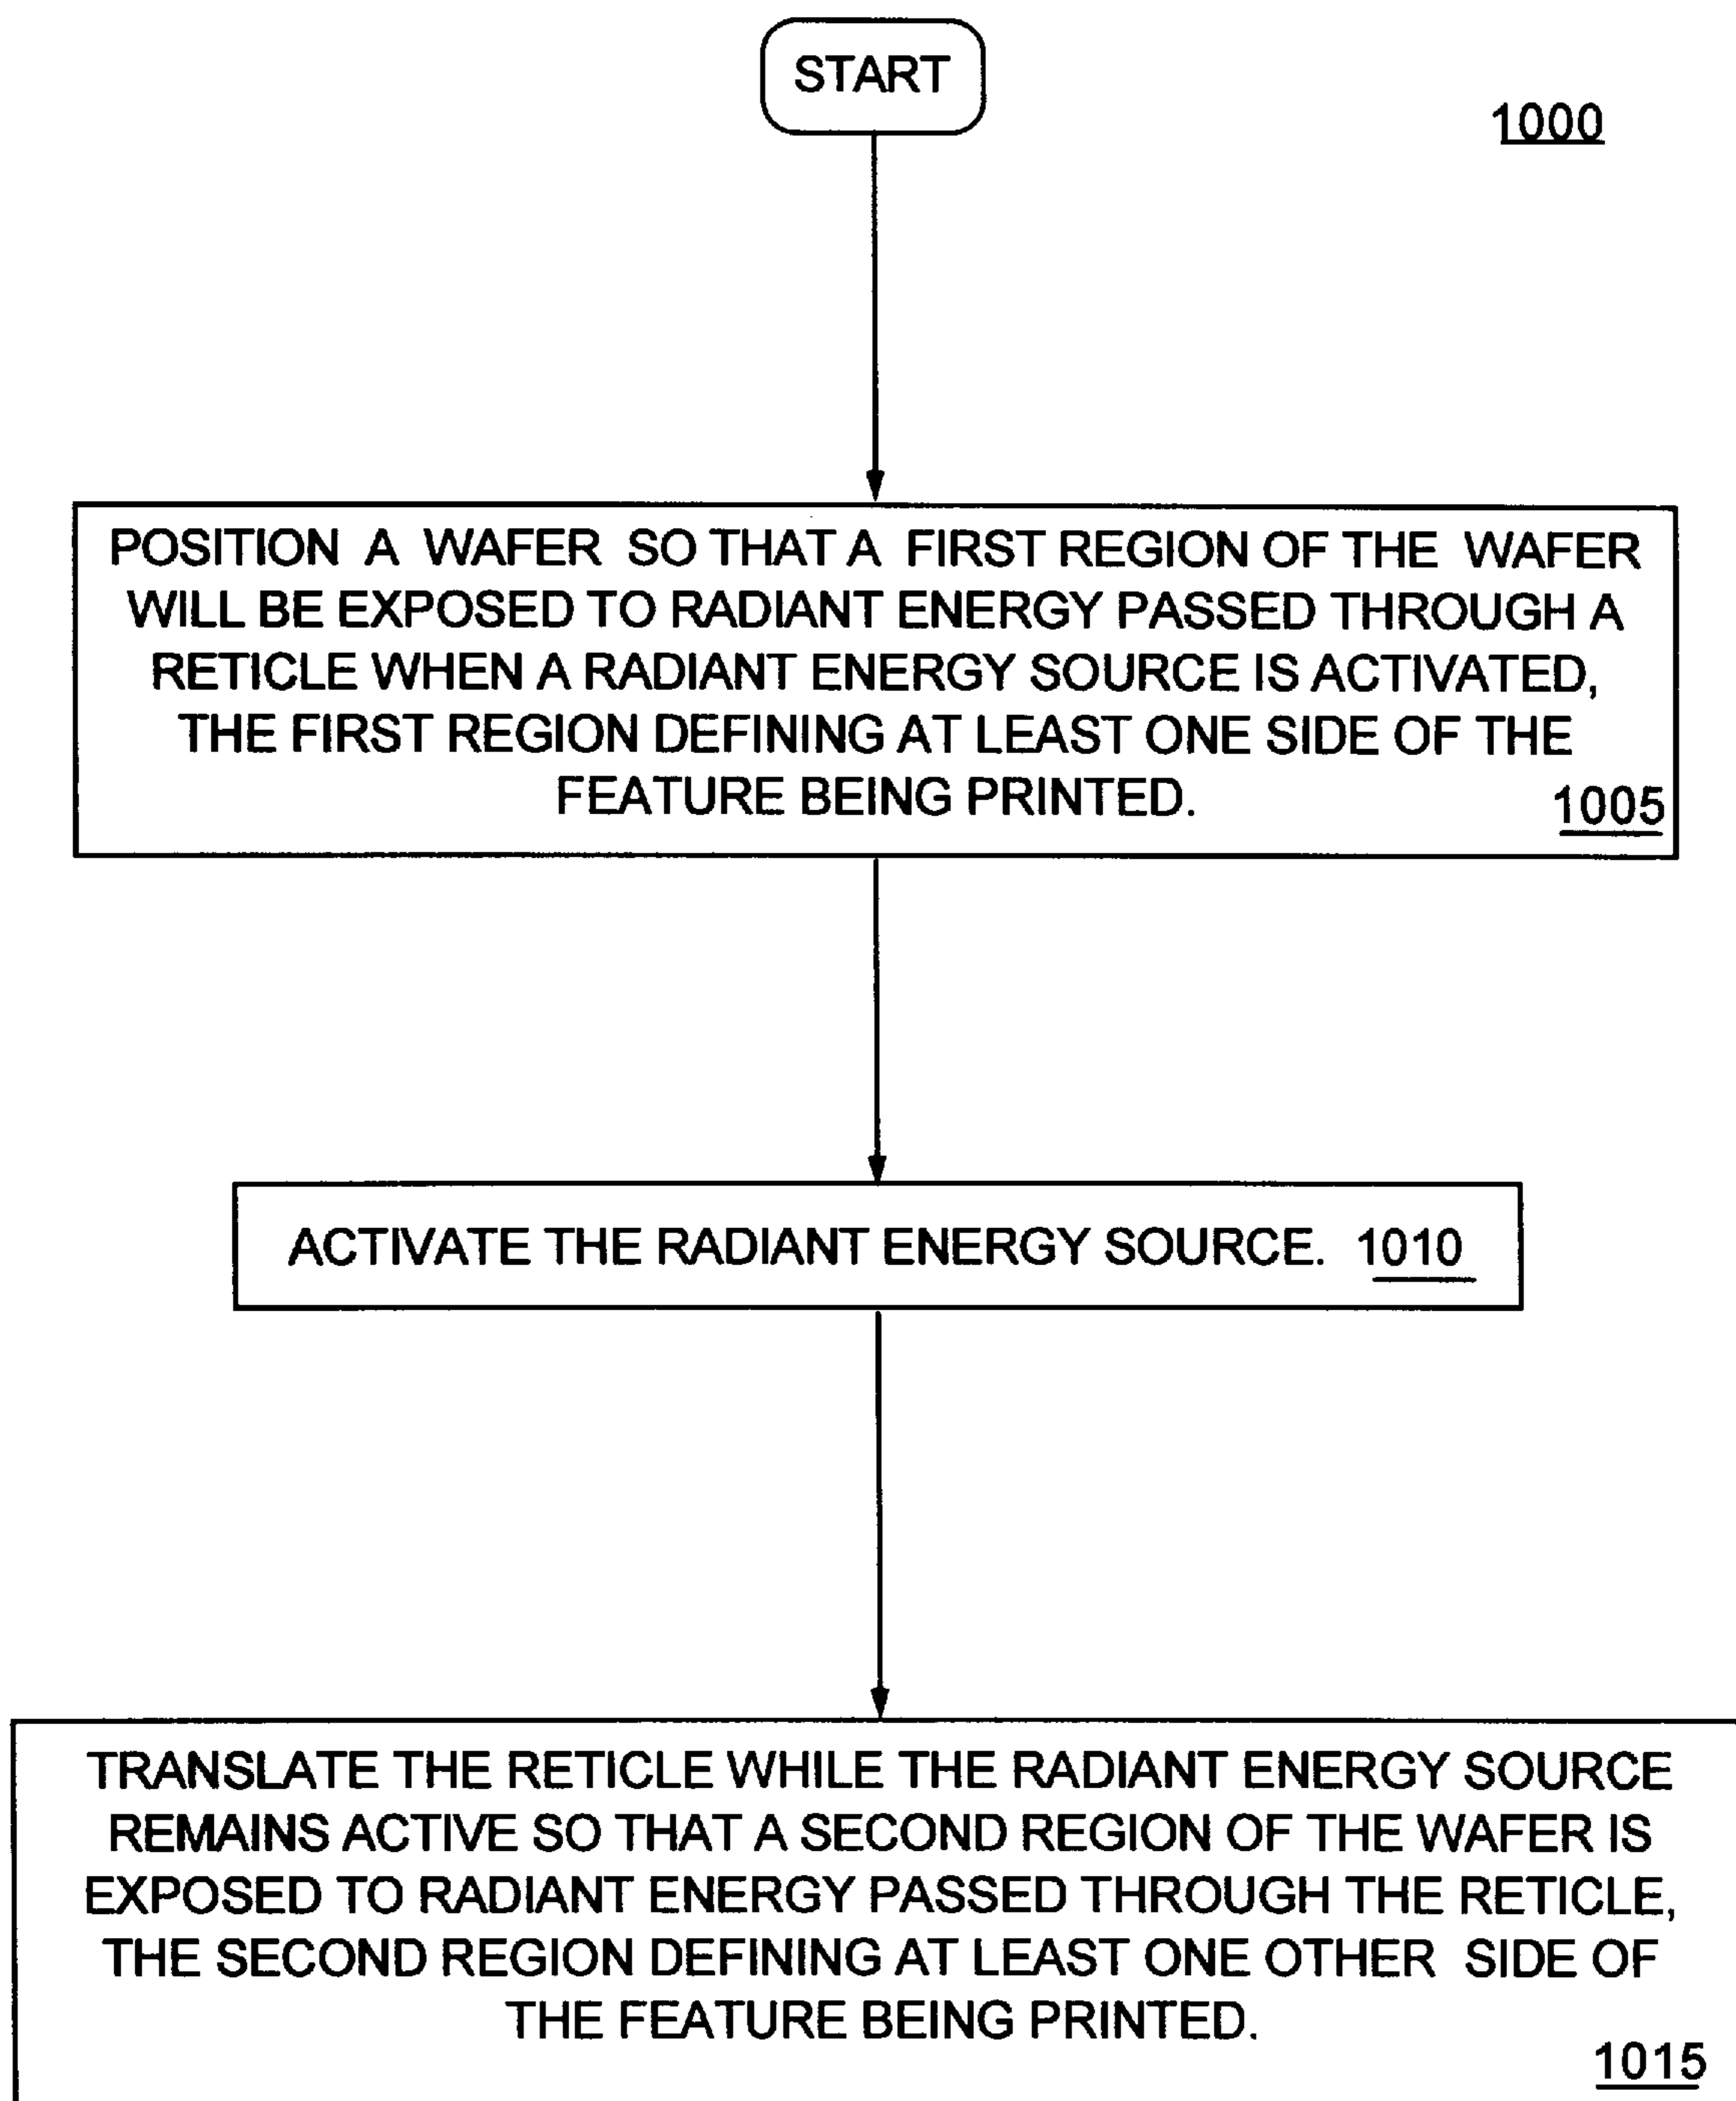 START
1000
POSITION A WAFER SO THAT A FIRST REGION OF THE WAFER
WILL BE EXPOSED TO RADIANT ENERGY PASSED THROUGH A
RETICLE WHEN A RADIANT ENERGY SOURCE IS ACTIVATED,
THE FIRST REGION DEFINING AT LEAST ONE SIDE OF THE
FEATURE BEING PRINTED.
1005
ACTIVATE THE RADIANT ENERGY SOURCE. 1010
TRANSLATE THE RETICLE WHILE THE RADIANT ENERGY SOURCE
REMAINS ACTIVE SO THAT A SECOND REGION OF THE WAFER IS
EXPOSED TO RADIANT ENERGY PASSED THROUGH THE RETICLE,
THE SECOND REGION DEFINING AT LEAST ONE OTHER SIDE OF
THE FEATURE BEING PRINTED.
1015